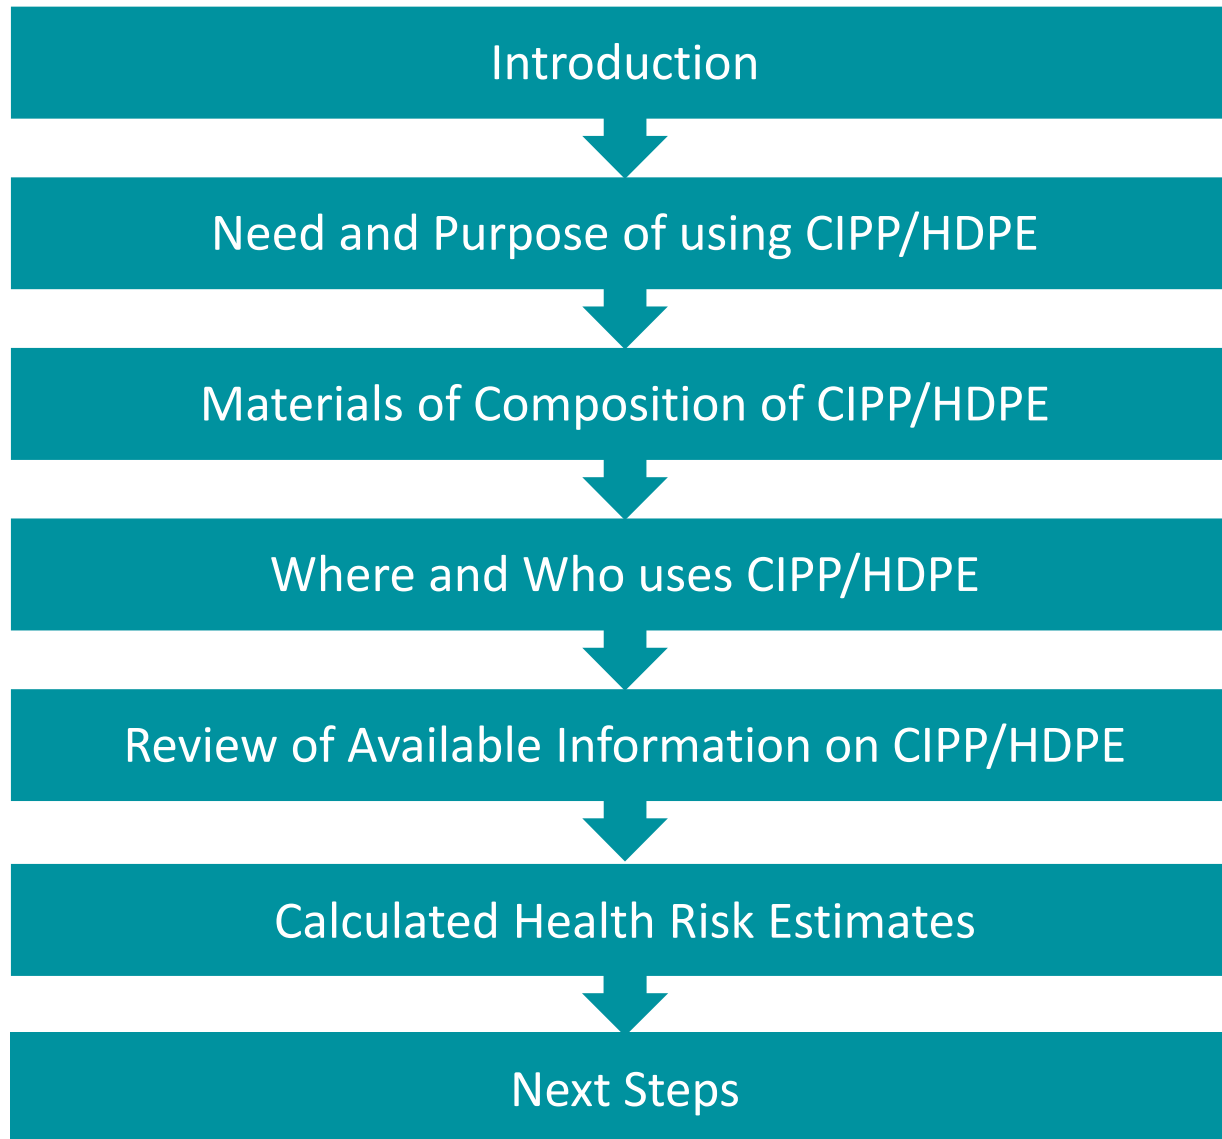 Introduction
Need and Purpose of using CIPP/HDPE
Materials of Composition of CIPP/HDPE
Where and Who uses CIPP/HDPE
Review of Available Information on CIPP/HDPE
Calculated Health Risk Estimates
Next Steps